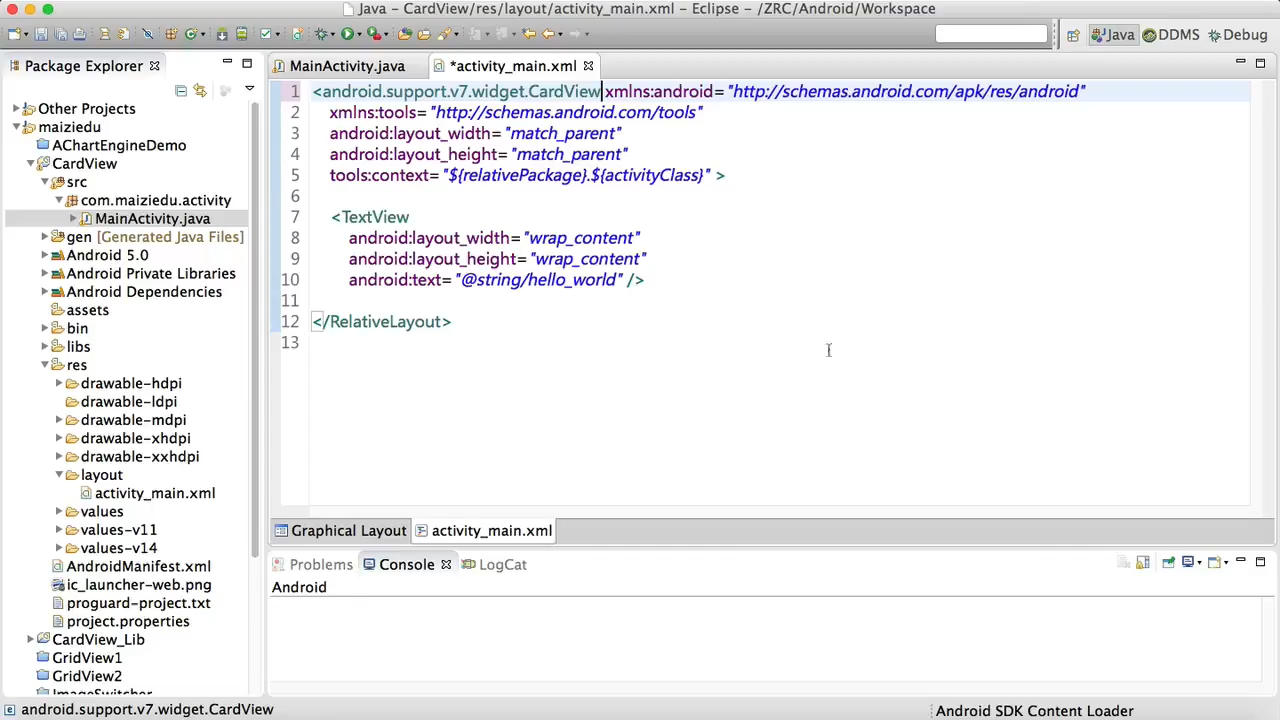 Java – CardView/res/layout/activity_main.xml – Eclipse – /ZRC/Android/Workspace
Java
DDMS
Debug
Package Explorer
Other Projects
maiziedu
AChartEngineDemo
CardView
src
com.maiziedu.activity
MainActivity.java
gen [Generated Java Files]
Android 5.0
Android Private Libraries
Android Dependencies
assets
bin
libs
res
drawable-hdpi
drawable-ldpi
drawable-mdpi
drawable-xhdpi
drawable-xxhdpi
layout
activity_main.xml
values
values-v11
values-v14
AndroidManifest.xml
ic_launcher-web.png
proguard-project.txt
project.properties
CardView_Lib
GridView1
GridView2
ImageSwitcher
MainActivity.java
*activity_main.xml
1 <android.support.v7.widget.CardView xmlns:android="http://schemas.android.com/apk/res/android"
2 xmlns:tools="http://schemas.android.com/tools"
3 android:layout_width="match_parent"
4 android:layout_height="match_parent"
5 tools:context="${relativePackage}.${activityClass}" >
6
7 <TextView
8 android:layout_width="wrap_content"
9 android:layout_height="wrap_content"
10 android:text="@string/hello_world" />
11
12 </RelativeLayout>
13
Graphical Layout
activity_main.xml
Problems
Console
LogCat
Android
android.support.v7.widget.CardView
Android SDK Content Loader